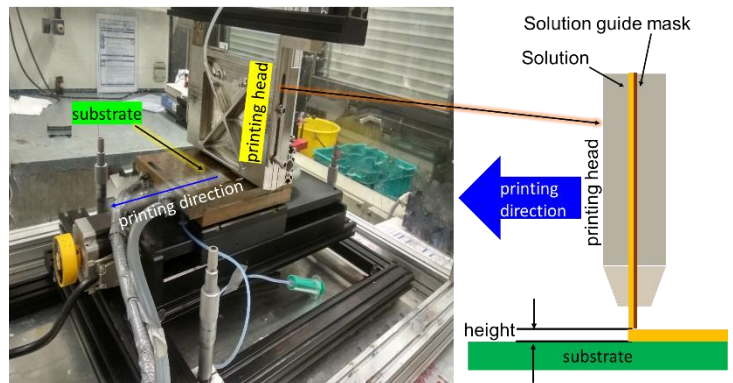 substrate
printing head
printing direction
Solution guide mask
Solution
printing head
printing
direction
height
substrate